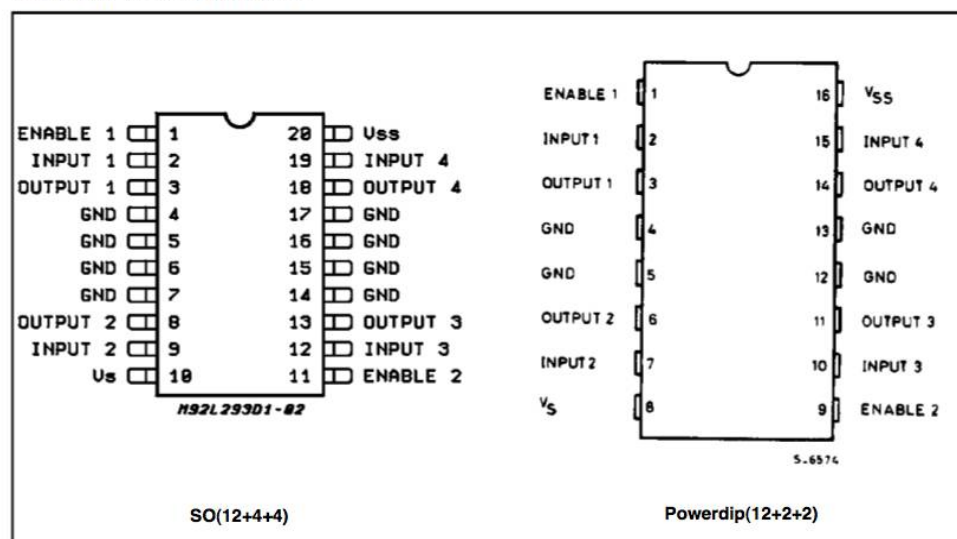 ENABLE 1 1 20 Vss
INPUT 1 2 19 INPUT 4
OUTPUT 1 3 18 OUTPUT 4
GND 4 17 GND
GND 5 16 GND
GND 6 15 GND
GND 7 14 GND
OUTPUT 2 8 13 OUTPUT 3
INPUT 2 9 12 INPUT 3
Vs 10 11 ENABLE 2
M92L293D1-02
SO(12+4+4)
ENABLE 1 1 16 VSS
INPUT1 2 15 INPUT 4
OUTPUT 1 3 14 OUTPUT 4
GND 4 13 GND
GND 5 12 GND
OUTPUT 2 6 11 OUTPUT 3
INPUT2 7 10 INPUT 3
VS 8 9 ENABLE 2
S-6574
Powerdip(12+2+2)